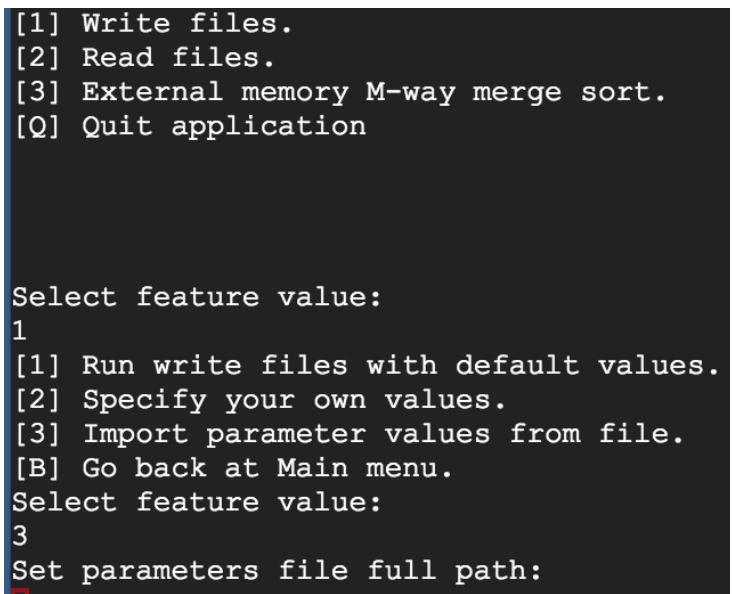 [1] Write files.
[2] Read files.
[3] External memory M-way merge sort.
[Q] Quit application
Select feature value:
1
[1] Run write files with default values.
[2] Specify your own values.
[3] Import parameter values from file.
[B] Go back at Main menu.
Select feature value:
3
Set parameters file full path: